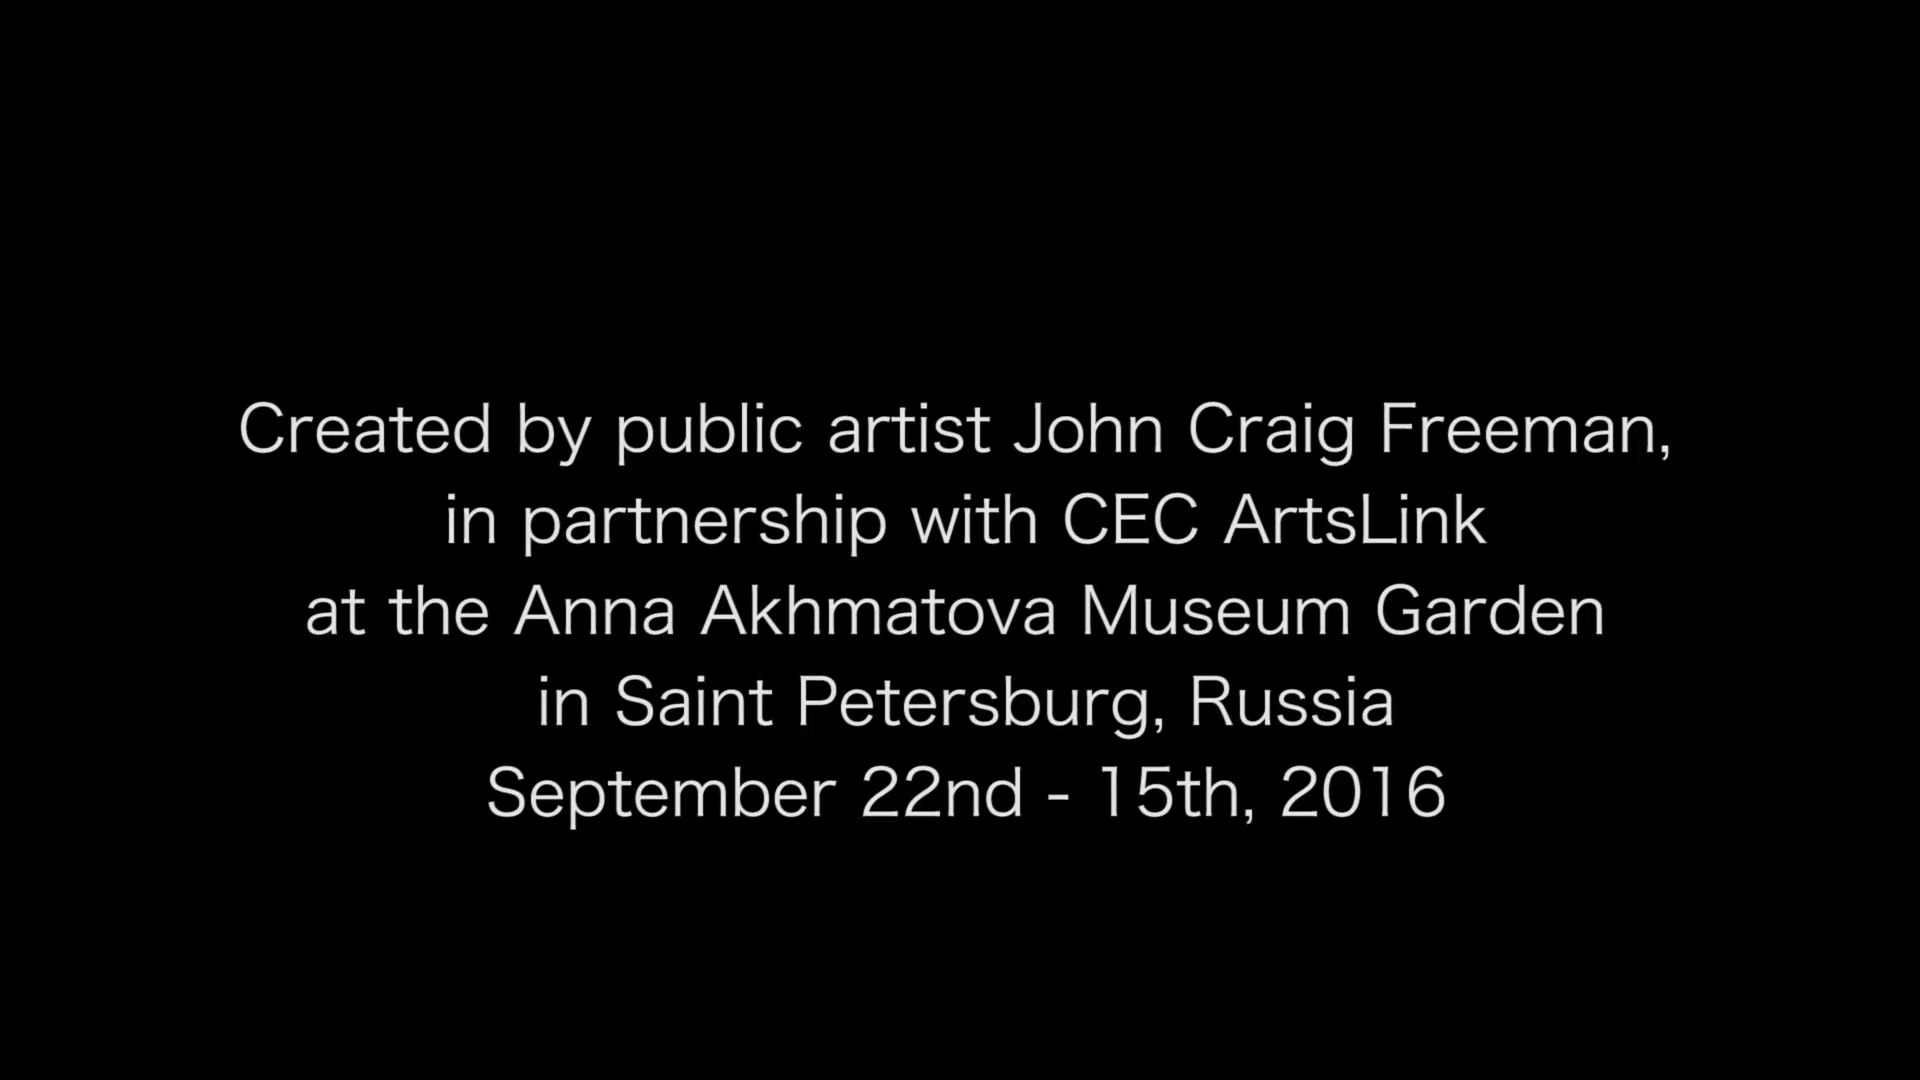 Created by public artist John Craig Freeman,
in partnership with CEC ArtsLink
at the Anna Akhmatova Museum Garden
in Saint Petersburg, Russia
September 22nd - 15th, 2016